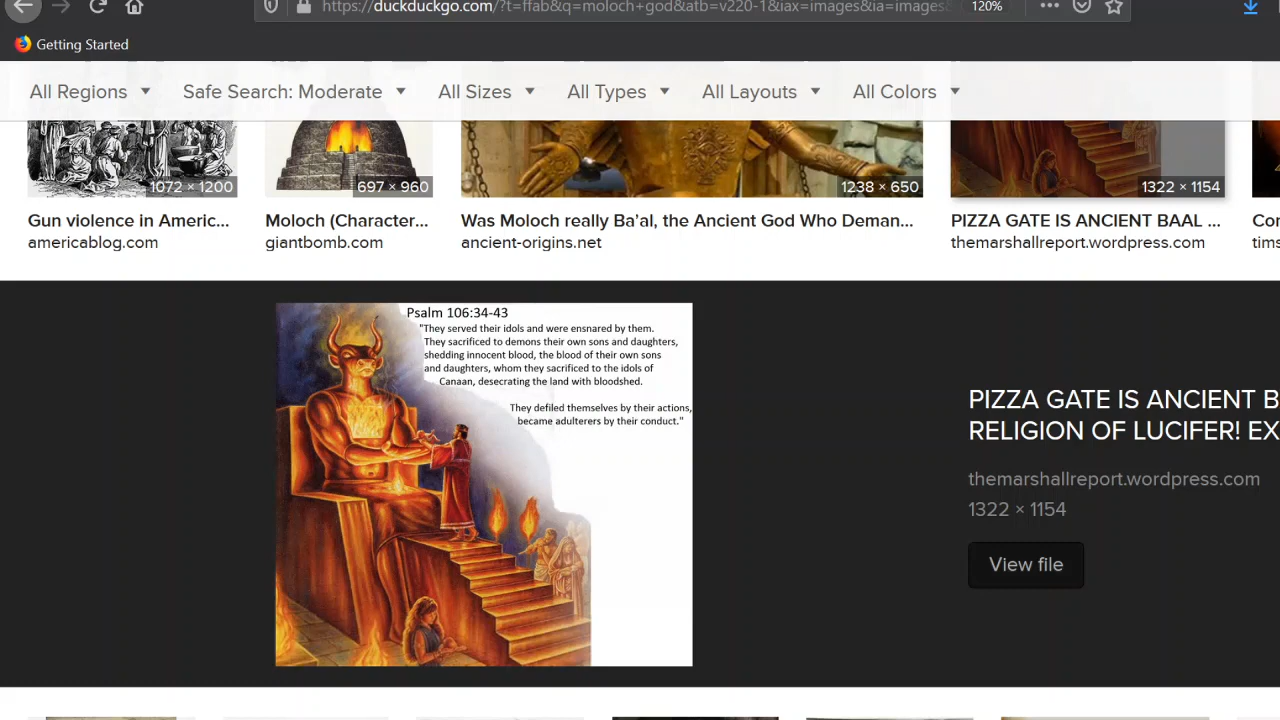 https://duckduckgo.com/?t=ffab&q=moloch+god&atb=v220-1&iax=images&ia=images
120%
Getting Started
All Regions
Safe Search: Moderate
All Sizes
All Types
All Layouts
All Colors
1072 × 1200
697 × 960
1238 × 650
1322 × 1154
Gun violence in Americ...
Moloch (Character...
Was Moloch really Ba'al, the Ancient God Who Deman...
PIZZA GATE IS ANCIENT BAAL ...
Co
americablog.com
giantbomb.com
ancient-origins.net
themarshallreport.wordpress.com
tims
Psalm 106:34-43
"They served their idols and were ensnared by them.
They sacrificed to demons their own sons and daughters,
shedding innocent blood, the blood of their own sons
and daughters, whom they sacrificed to the idols of
Canaan, desecrating the land with bloodshed.
They defiled themselves by their actions,
became adulterers by their conduct."
PIZZA GATE IS ANCIENT B
RELIGION OF LUCIFER! EX
themarshallreport.wordpress.com
1322 × 1154
View file